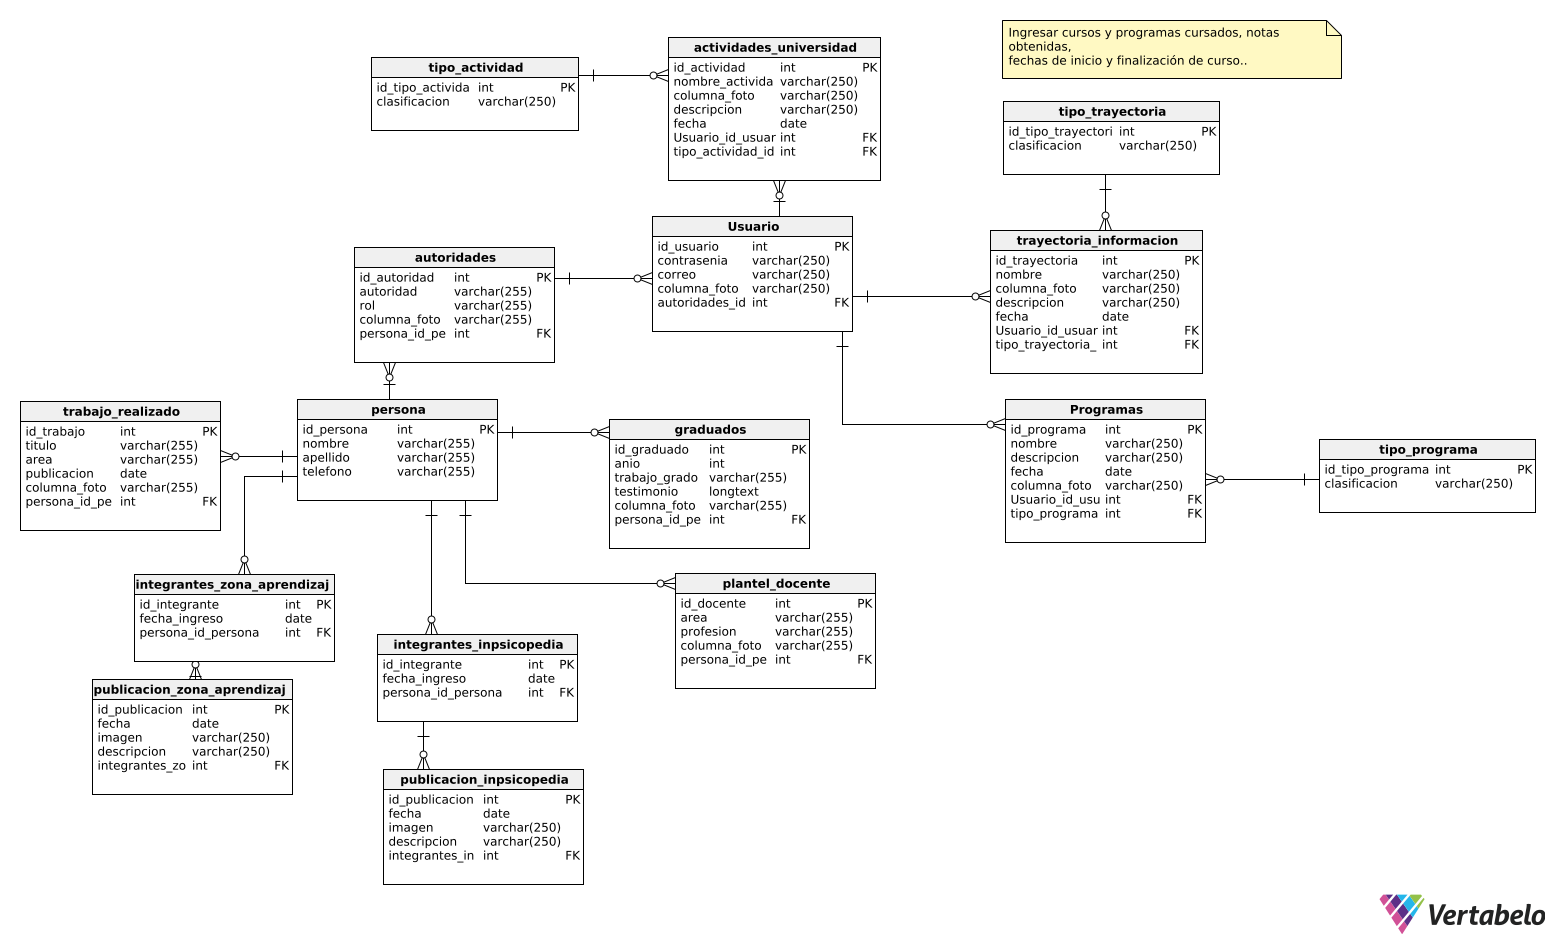 actividades_universidad
id_actividad int PK
nombre_activida varchar(250)
columna_foto varchar(250)
descripcion varchar(250)
fecha date
Usuario_id_usuar int FK
tipo_actividad_id int FK
Ingresar cursos y programas cursados, notas
obtenidas,
fechas de inicio y finalización de curso..
tipo_actividad
id_tipo_activida int PK
clasificacion varchar(250)
tipo_trayectoria
id_tipo_trayectori int PK
clasificacion varchar(250)
Usuario
id_usuario int PK
contrasenia varchar(250)
correo varchar(250)
columna_foto varchar(250)
autoridades_id int FK
trayectoria_informacion
id_trayectoria int PK
nombre varchar(250)
columna_foto varchar(250)
descripcion varchar(250)
fecha date
Usuario_id_usuar int FK
tipo_trayectoria_ int FK
autoridades
id_autoridad int PK
autoridad varchar(255)
rol varchar(255)
columna_foto varchar(255)
persona_id_pe int FK
trabajo_realizado
id_trabajo int PK
titulo varchar(255)
area varchar(255)
publicacion date
columna_foto varchar(255)
persona_id_pe int FK
persona
id_persona int PK
nombre varchar(255)
apellido varchar(255)
telefono varchar(255)
graduados
id_graduado int PK
anio int
trabajo_grado varchar(255)
testimonio longtext
columna_foto varchar(255)
persona_id_pe int FK
Programas
id_programa int PK
nombre varchar(250)
descripcion varchar(250)
fecha date
columna_foto varchar(250)
Usuario_id_usu int FK
tipo_programa int FK
tipo_programa
id_tipo_programa int PK
clasificacion varchar(250)
integrantes_zona_aprendizaj
id_integrante int PK
fecha_ingreso date
persona_id_persona int FK
plantel_docente
id_docente int PK
area varchar(255)
profesion varchar(255)
columna_foto varchar(255)
persona_id_pe int FK
integrantes_inpsicopedia
id_integrante int PK
fecha_ingreso date
persona_id_persona int FK
publicacion_zona_aprendizaj
id_publicacion int PK
fecha date
imagen varchar(250)
descripcion varchar(250)
integrantes_zo int FK
publicacion_inpsicopedia
id_publicacion int PK
fecha date
imagen varchar(250)
descripcion varchar(250)
integrantes_in int FK
Vertabelo